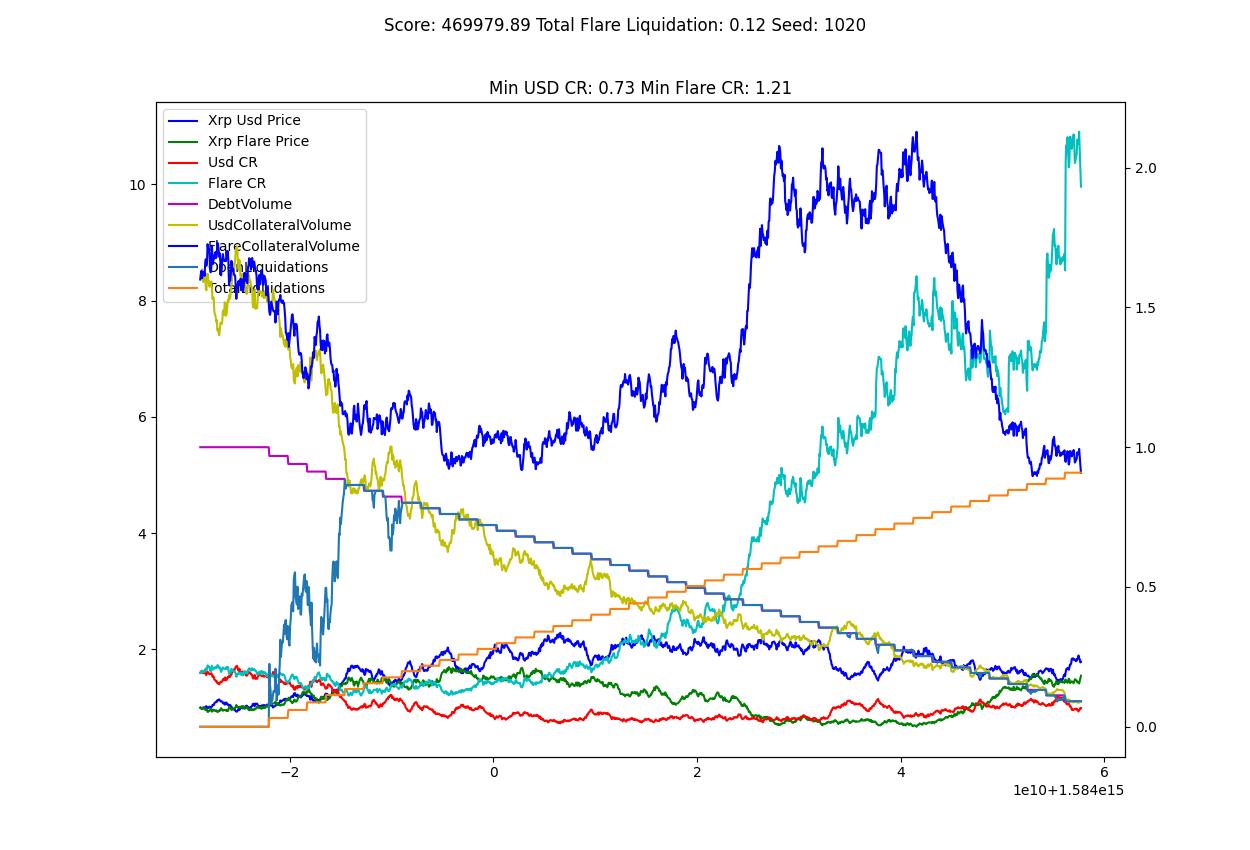 Score: 469979.89 Total Flare Liquidation: 0.12 Seed: 1020
Min USD CR: 0.73 Min Flare CR: 1.21
Xrp Usd Price
Xrp Flare Price
Usd CR
Flare CR
DebtVolume
UsdCollateralVolume
FlareCollateralVolume
OpenLiquidations
TotalLiquidations
10
8
6
4
2
2.0
1.5
1.0
0.5
0.0
−2
0
2
4
6
1e10+1.584e15